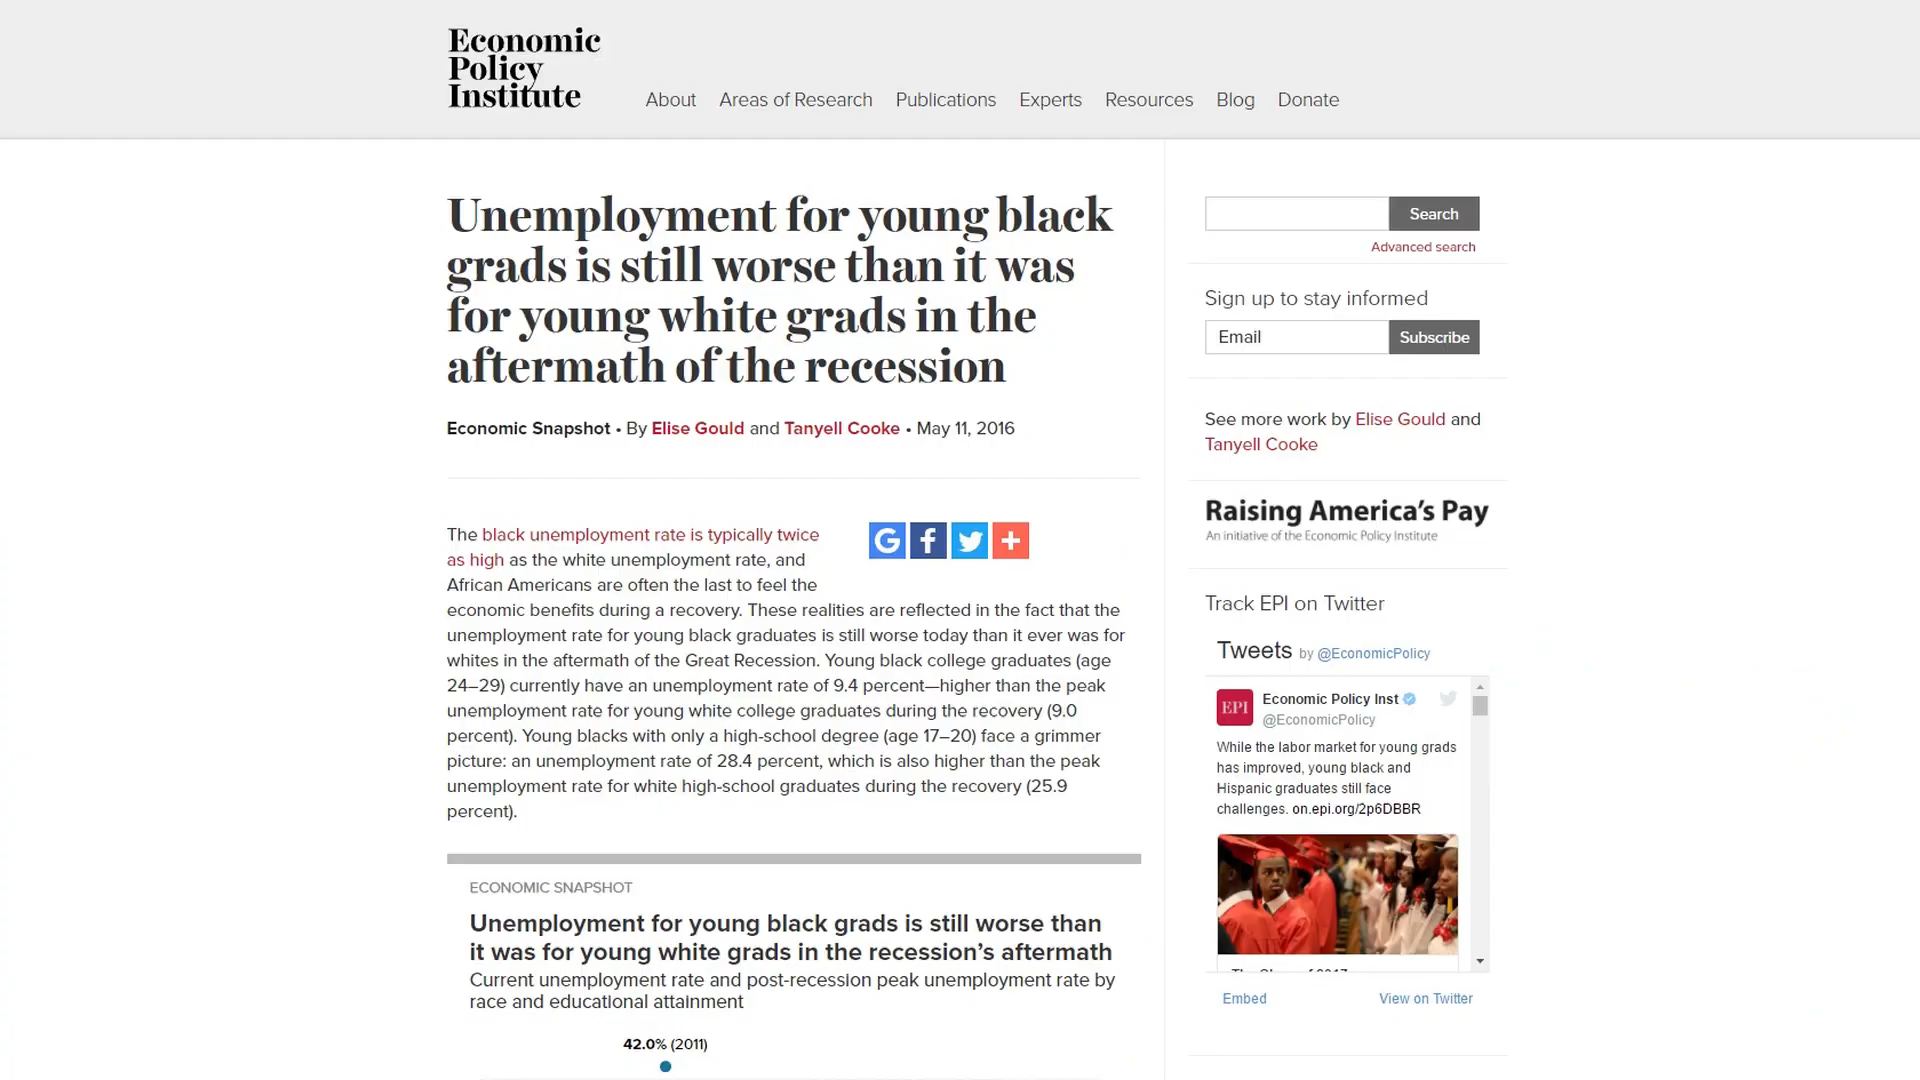 Economic
Policy
Institute
About Areas of Research Publications Experts Resources Blog Donate
Unemployment for young black
grads is still worse than it was
for young white grads in the
aftermath of the recession
Economic Snapshot • By Elise Gould and Tanyell Cooke • May 11, 2016
The black unemployment rate is typically twice
as high as the white unemployment rate, and
African Americans are often the last to feel the
economic benefits during a recovery. These realities are reflected in the fact that the
unemployment rate for young black graduates is still worse today than it ever was for
whites in the aftermath of the Great Recession. Young black college graduates (age
24–29) currently have an unemployment rate of 9.4 percent—higher than the peak
unemployment rate for young white college graduates during the recovery (9.0
percent). Young blacks with only a high-school degree (age 17–20) face a grimmer
picture: an unemployment rate of 28.4 percent, which is also higher than the peak
unemployment rate for white high-school graduates during the recovery (25.9
percent).
ECONOMIC SNAPSHOT
Unemployment for young black grads is still worse than
it was for young white grads in the recession’s aftermath
Current unemployment rate and post-recession peak unemployment rate by
race and educational attainment
42.0% (2011)
Search
Advanced search
Sign up to stay informed
Email Subscribe
See more work by Elise Gould and
Tanyell Cooke
Raising America’s Pay
An initiative of the Economic Policy Institute
Track EPI on Twitter
Tweets by @EconomicPolicy
EPI
Economic Policy Inst
@EconomicPolicy
While the labor market for young grads
has improved, young black and
Hispanic graduates still face
challenges. on.epi.org/2p6DBBR
Embed View on Twitter